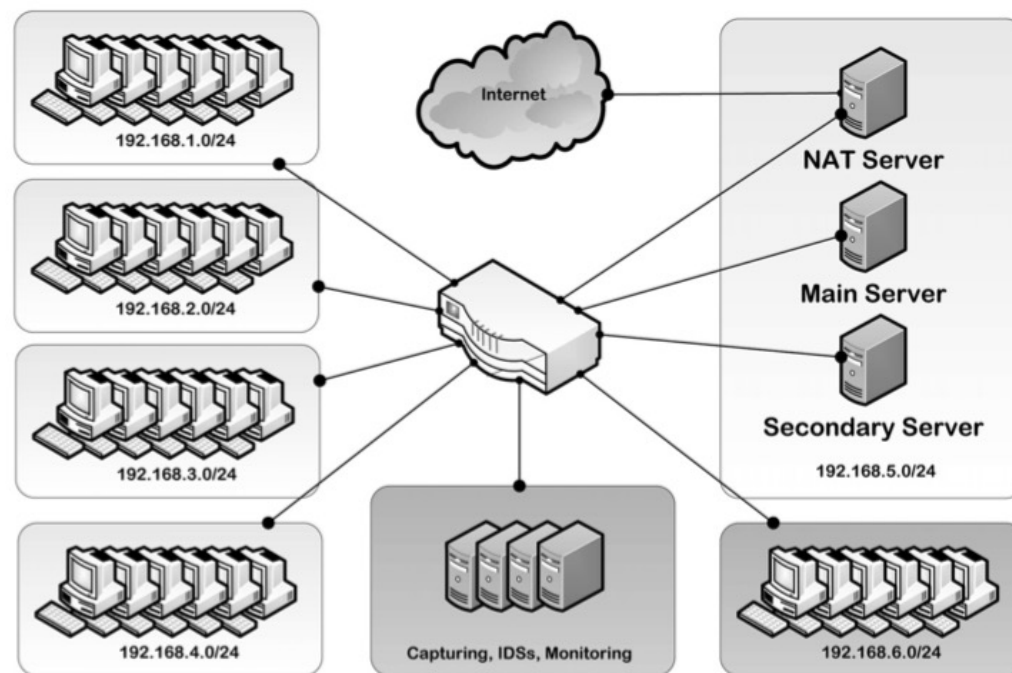 192.168.1.0/24
192.168.2.0/24
192.168.3.0/24
192.168.4.0/24
Internet
Capturing, IDSs, Monitoring
NAT Server
Main Server
Secondary Server
192.168.5.0/24
192.168.6.0/24